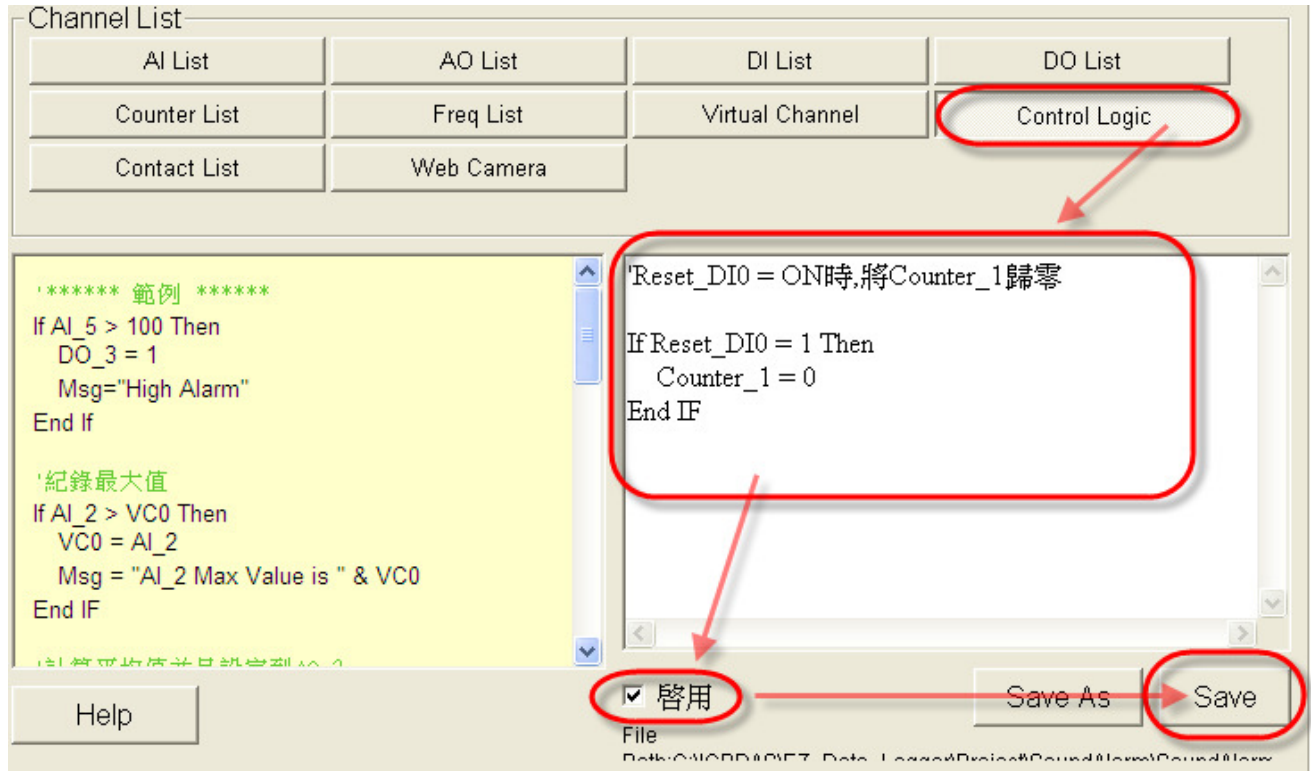 Channel List
AI List
AO List
DI List
DO List
Counter List
Freq List
Virtual Channel
Control Logic
Contact List
Web Camera
'****** 範例 ******
If AI_5 > 100 Then
DO_3 = 1
Msg="High Alarm"
End If
'紀錄最大值
If AI_2 > VC0 Then
VC0 = AI_2
Msg = "AI_2 Max Value is " & VC0
End IF
'Reset_DI0 = ON時,將Counter_1歸零
If Reset_DI0 = 1 Then
Counter_1 = 0
End IF
Help
啓用
Save As
Save
File